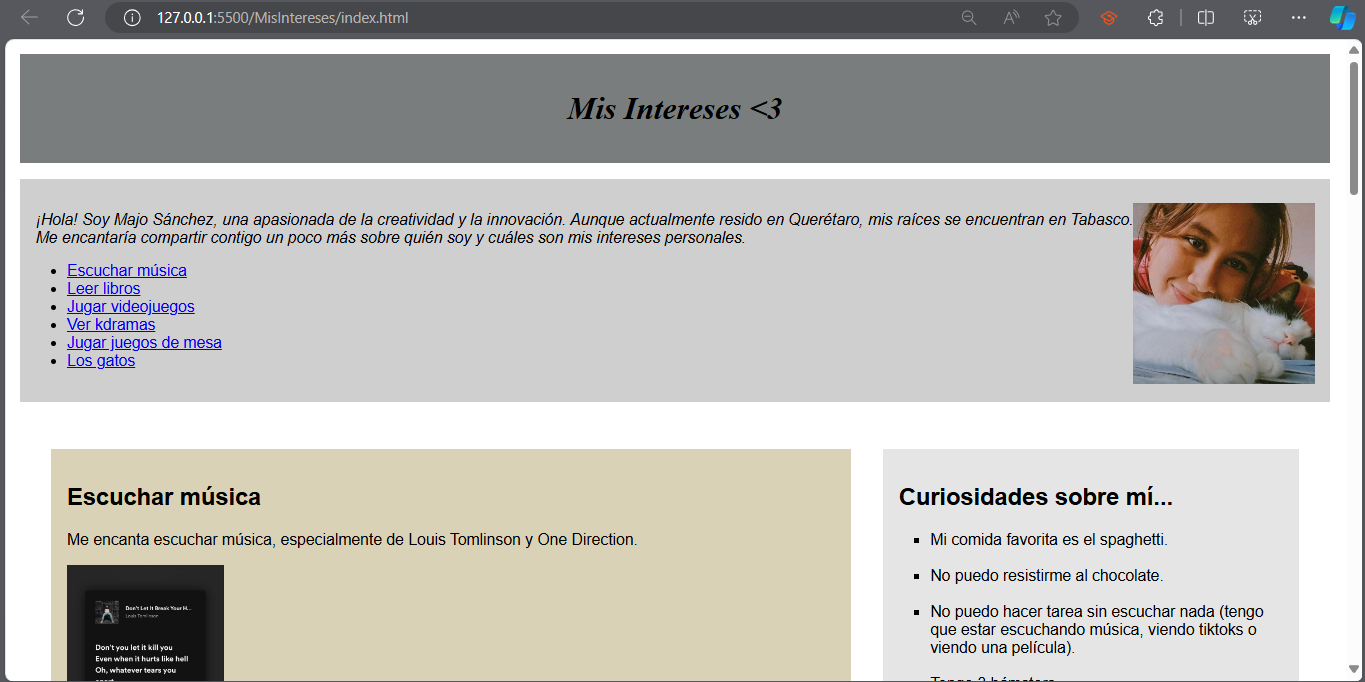 127.0.0.1:5500/MisIntereses/index.html
Mis Intereses <3
¡Hola! Soy Majo Sánchez, una apasionada de la creatividad y la innovación. Aunque actualmente resido en Querétaro, mis raíces se encuentran en Tabasco.
Me encantaría compartir contigo un poco más sobre quién soy y cuáles son mis intereses personales.
Escuchar música
Leer libros
Jugar videojuegos
Ver kdramas
Jugar juegos de mesa
Los gatos
Escuchar música
Me encanta escuchar música, especialmente de Louis Tomlinson y One Direction.
Don't Let It Break Your H...
Louis Tomlinson
Don't you let it kill you
Even when it hurts like hell
Oh, whatever tears you
Curiosidades sobre mí...
Mi comida favorita es el spaghetti.
No puedo resistirme al chocolate.
No puedo hacer tarea sin escuchar nada (tengo
que estar escuchando música, viendo tiktoks o
viendo una película).